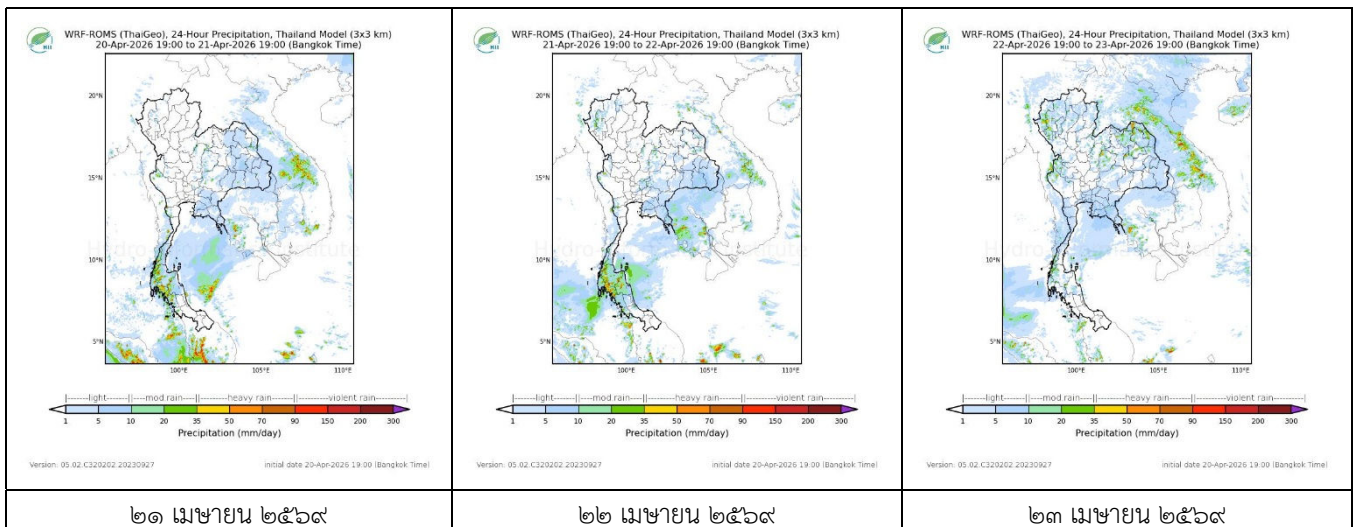 WRF-ROMS (ThaiGeo), 24-Hour Precipitation, Thailand Model (3x3 km)
20-Apr-2026 19:00 to 21-Apr-2026 19:00 (Bangkok Time)
20°N
15°N
10°N
5°N
100°E 105°E 110°E
|-------light-------||----mod rain----||-------heavy rain-------||-------violent rain-------|
1 5 10 20 35 50 70 90 150 200 300
Precipitation (mm/day)
Version: 05.02.C320202.20230927 initial date 20-Apr-2026 19:00 (Bangkok Time)
๒๑ เมษายน ๒๕๖๙
WRF-ROMS (ThaiGeo), 24-Hour Precipitation, Thailand Model (3x3 km)
21-Apr-2026 19:00 to 22-Apr-2026 19:00 (Bangkok Time)
20°N
15°N
10°N
5°N
100°E 105°E 110°E
|-------light-------||----mod rain----||-------heavy rain-------||-------violent rain-------|
1 5 10 20 35 50 70 90 150 200 300
Precipitation (mm/day)
Version: 05.02.C320202.20230927 initial date 20-Apr-2026 19:00 (Bangkok Time)
๒๒ เมษายน ๒๕๖๙
WRF-ROMS (ThaiGeo), 24-Hour Precipitation, Thailand Model (3x3 km)
22-Apr-2026 19:00 to 23-Apr-2026 19:00 (Bangkok Time)
20°N
15°N
10°N
5°N
100°E 105°E 110°E
|-------light-------||----mod rain----||-------heavy rain-------||-------violent rain-------|
1 5 10 20 35 50 70 90 150 200 300
Precipitation (mm/day)
Version: 05.02.C320202.20230927 initial date 20-Apr-2026 19:00 (Bangkok Time)
๒๓ เมษายน ๒๕๖๙